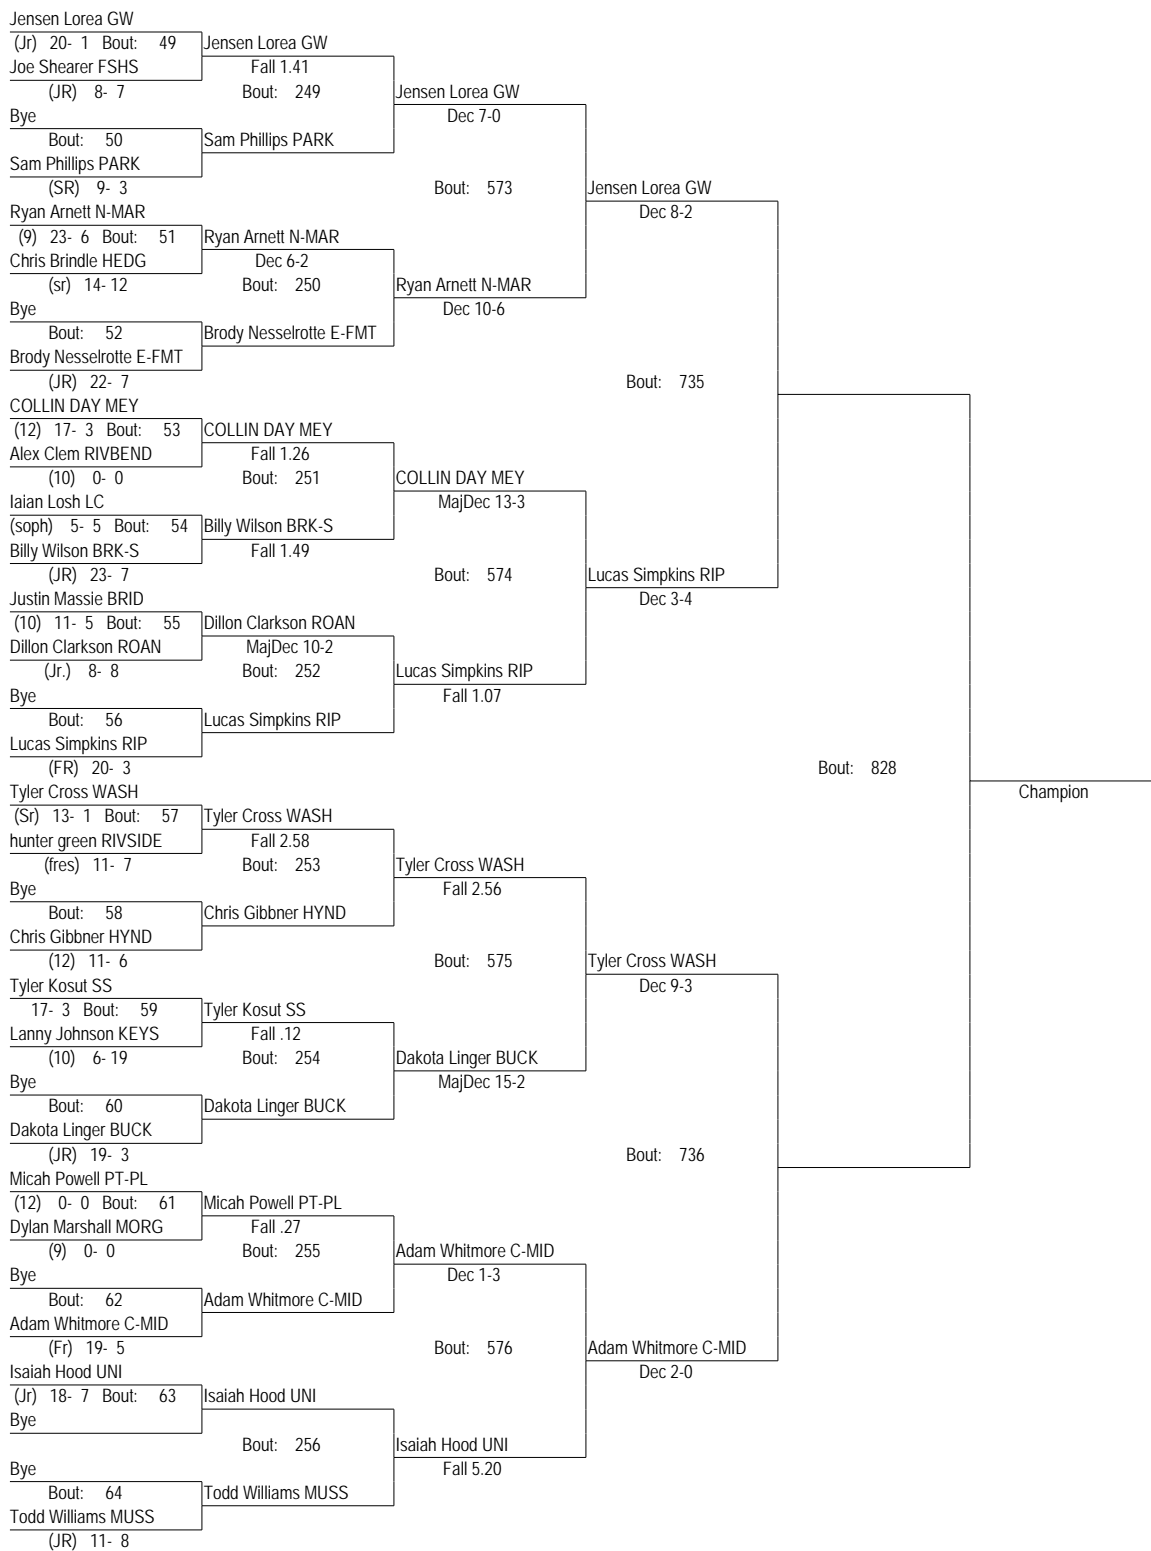 Jensen Lorea GW
(Jr) 20- 1 Bout: 49 Jensen Lorea GW
Joe Shearer FSHS Fall 1.41
(JR) 8- 7 Bout: 249 Jensen Lorea GW
Bye Dec 7-0
Bout: 50 Sam Phillips PARK
Sam Phillips PARK
(SR) 9- 3 Bout: 573 Jensen Lorea GW
Ryan Arnett N-MAR Dec 8-2
(9) 23- 6 Bout: 51 Ryan Arnett N-MAR
Chris Brindle HEDG Dec 6-2
(sr) 14- 12 Bout: 250 Ryan Arnett N-MAR
Bye Dec 10-6
Bout: 52 Brody Nesselrotte E-FMT
Brody Nesselrotte E-FMT
(JR) 22- 7 Bout: 735
COLLIN DAY MEY
(12) 17- 3 Bout: 53 COLLIN DAY MEY
Alex Clem RIVBEND Fall 1.26
(10) 0- 0 Bout: 251 COLLIN DAY MEY
Iaian Losh LC MajDec 13-3
(soph) 5- 5 Bout: 54 Billy Wilson BRK-S
Billy Wilson BRK-S Fall 1.49
(JR) 23- 7 Bout: 574 Lucas Simpkins RIP
Justin Massie BRID Dec 3-4
(10) 11- 5 Bout: 55 Dillon Clarkson ROAN
Dillon Clarkson ROAN MajDec 10-2
(Jr.) 8- 8 Bout: 252 Lucas Simpkins RIP
Bye Fall 1.07
Bout: 56 Lucas Simpkins RIP
Lucas Simpkins RIP
(FR) 20- 3 Bout: 828
Tyler Cross WASH Champion
(Sr) 13- 1 Bout: 57 Tyler Cross WASH
hunter green RIVSIDE Fall 2.58
(fres) 11- 7 Bout: 253 Tyler Cross WASH
Bye Fall 2.56
Bout: 58 Chris Gibbner HYND
Chris Gibbner HYND
(12) 11- 6 Bout: 575 Tyler Cross WASH
Tyler Kosut SS Dec 9-3
17- 3 Bout: 59 Tyler Kosut SS
Lanny Johnson KEYS Fall .12
(10) 6- 19 Bout: 254 Dakota Linger BUCK
Bye MajDec 15-2
Bout: 60 Dakota Linger BUCK
Dakota Linger BUCK
(JR) 19- 3 Bout: 736
Micah Powell PT-PL
(12) 0- 0 Bout: 61 Micah Powell PT-PL
Dylan Marshall MORG Fall .27
(9) 0- 0 Bout: 255 Adam Whitmore C-MID
Bye Dec 1-3
Bout: 62 Adam Whitmore C-MID
Adam Whitmore C-MID
(Fr) 19- 5 Bout: 576 Adam Whitmore C-MID
Isaiah Hood UNI Dec 2-0
(Jr) 18- 7 Bout: 63 Isaiah Hood UNI
Bye
Bout: 256 Isaiah Hood UNI
Bye Fall 5.20
Bout: 64 Todd Williams MUSS
Todd Williams MUSS
(JR) 11- 8